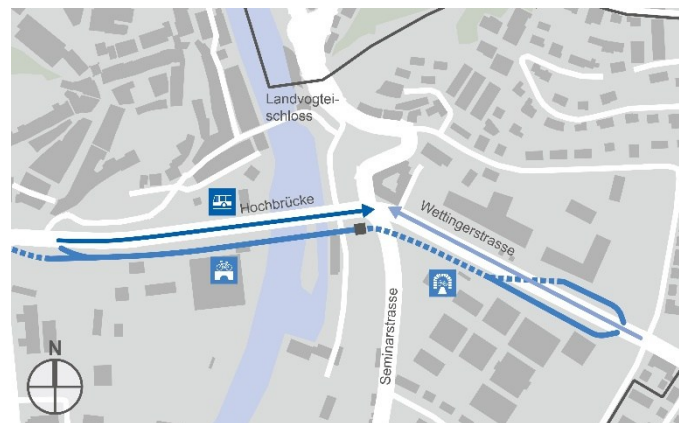 Landvogtei-
schloss
Hochbrücke
Wettingerstrasse
Seminarstrasse
N